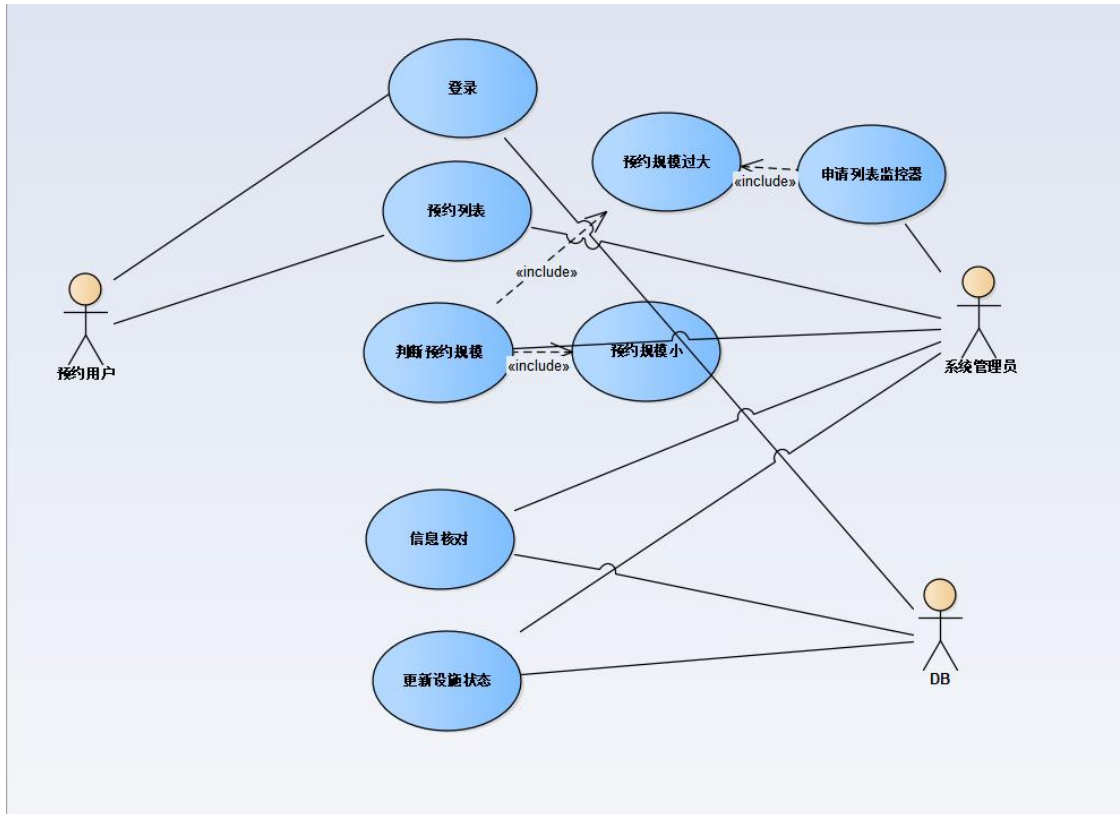 登录
预约规模过大
«include»
申请列表监控器
预约列表
«include»
预约用户
判断预约规模
«include»
预约规模小
系统管理员
信息核对
更新设施状态
DB